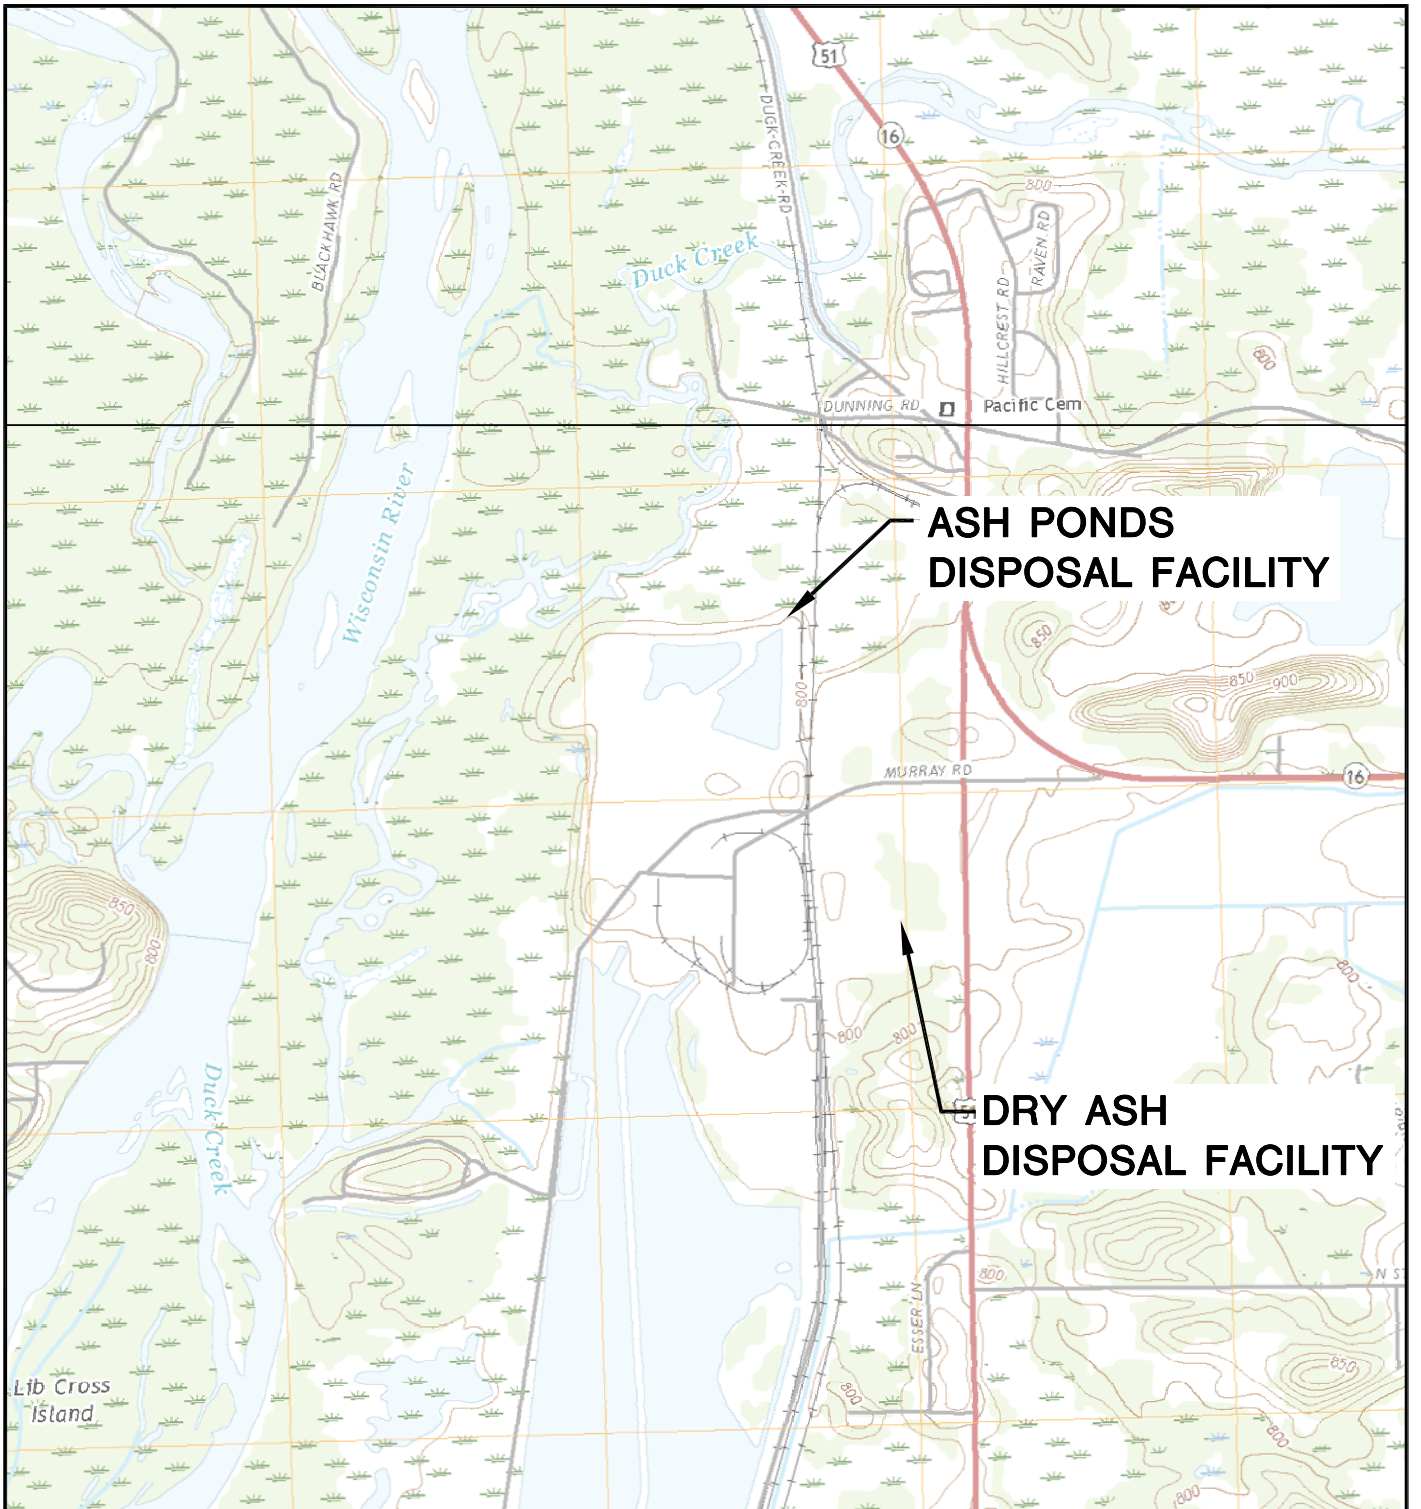 51
DUCK-CREEK-RD
16
BLACKHAWK RD
800
RAVEN RD
Duck Creek
HILLCREST RD
800
DUNNING RD
Pacific Cem
Wisconsin River
ASH PONDS
DISPOSAL FACILITY
850
850
900
800
MURRAY RD
16
850
800
800
800
800
Duck Creek
DRY ASH
DISPOSAL FACILITY
800
N ST
ESSER LN
850
Lib Cross
Island
800
800
800